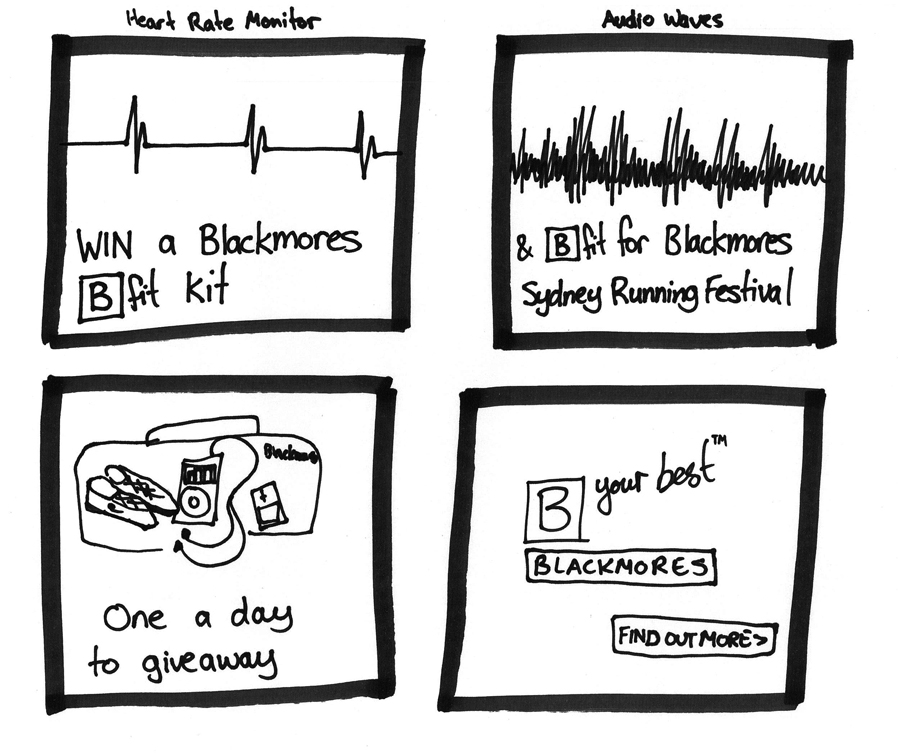 Heart Rate Monitor
WIN a Blackmores
B fit kit
Audio Waves
& B fit for Blackmores
Sydney Running Festival
Blackmores
One a day
to giveaway
B your best™
BLACKMORES
FIND OUT MORE >